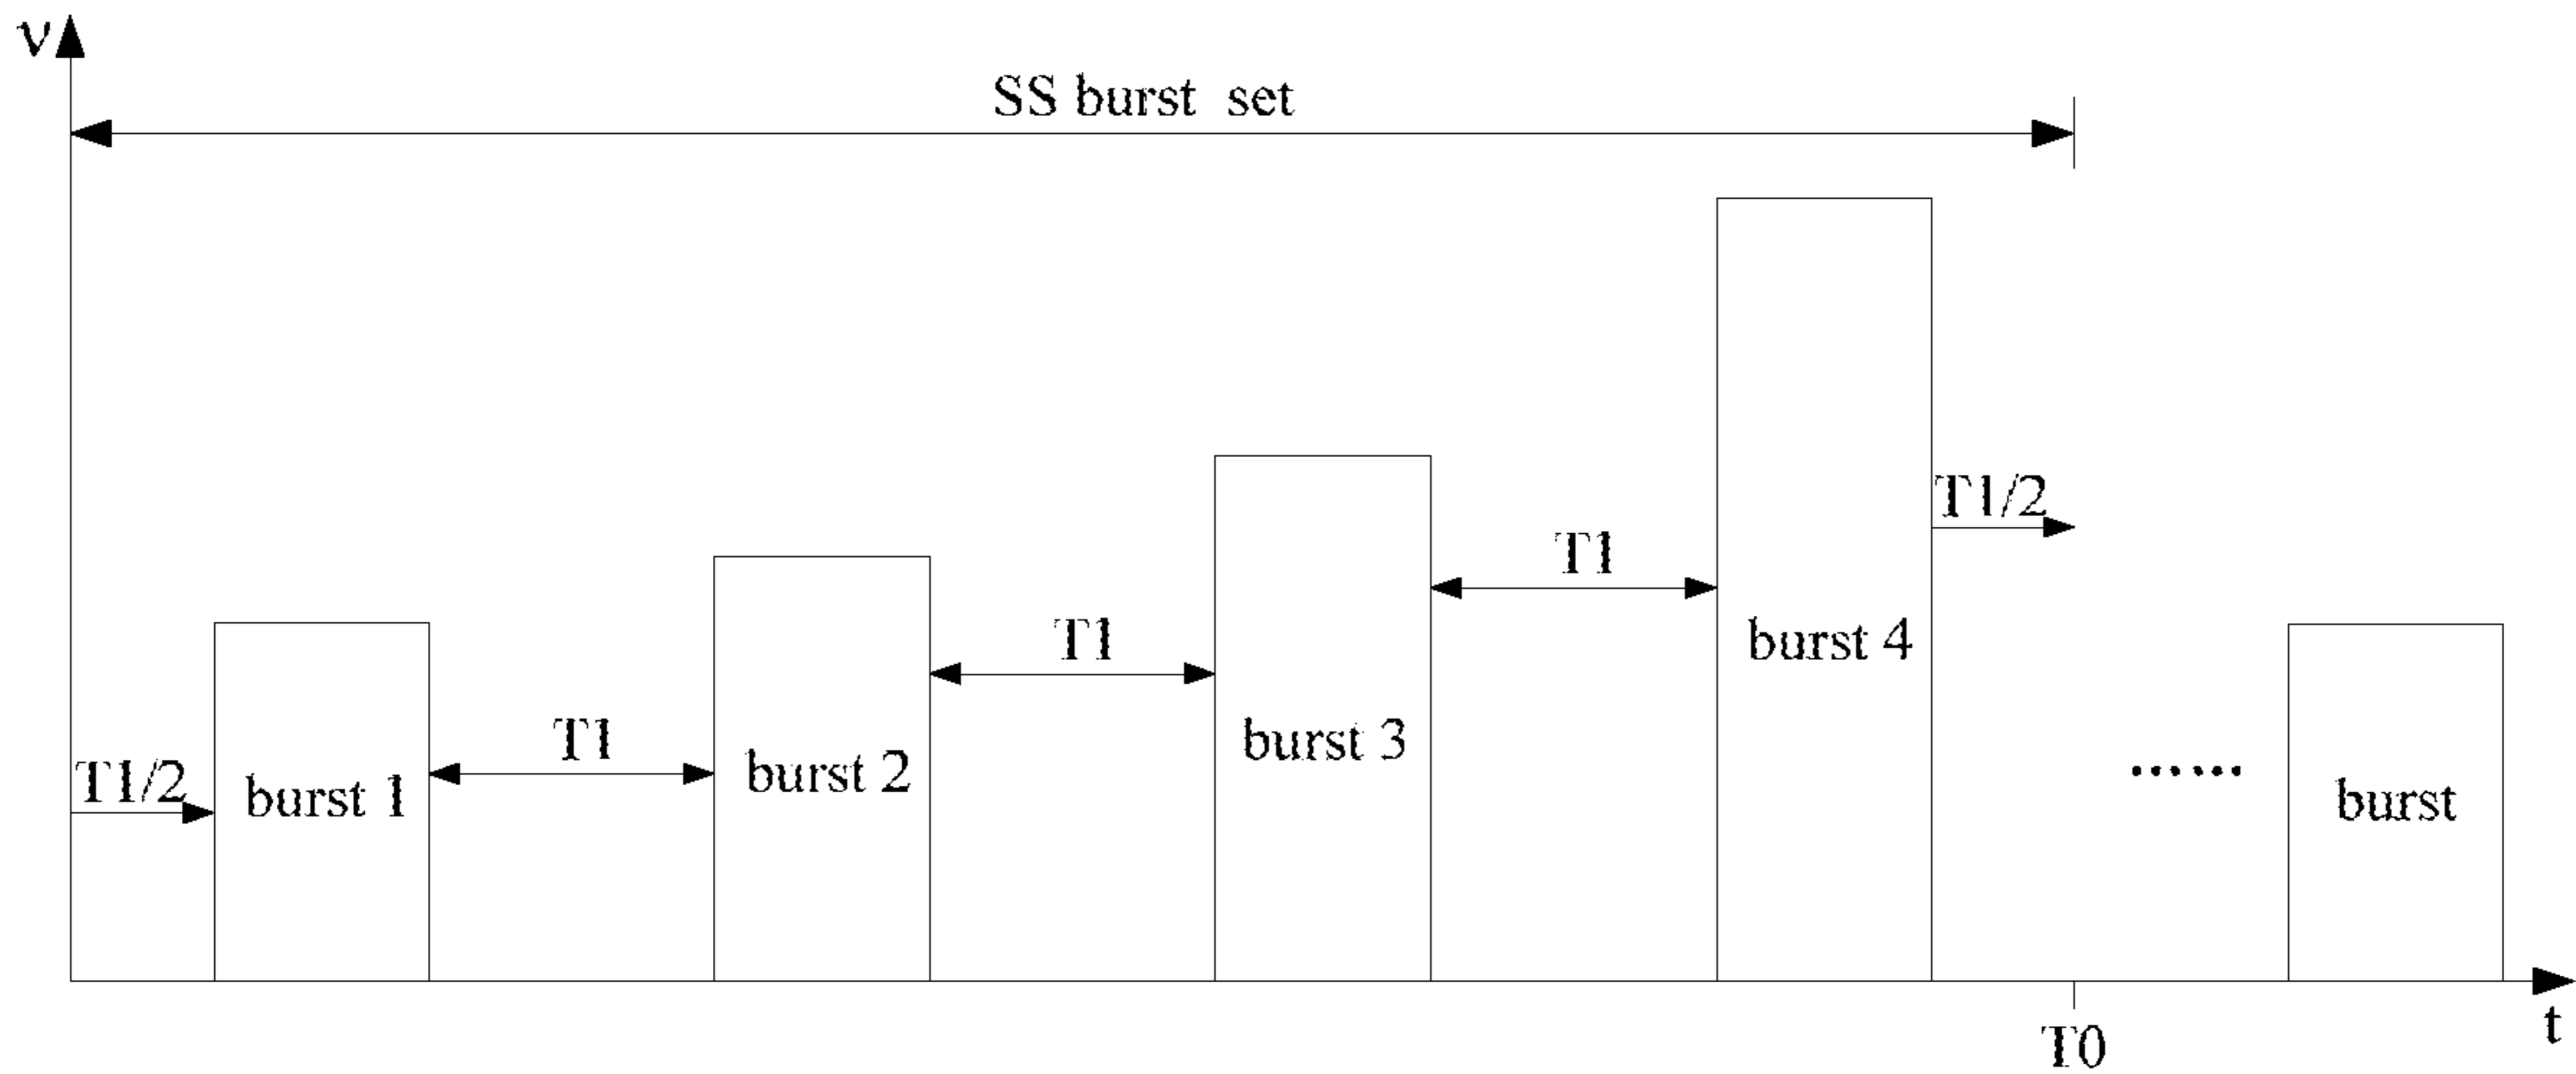 ν
SS burst set
T1/2
T1
T1
T1
T1/2
burst 4
burst 3
burst 2
burst 1
......
burst
t
T0